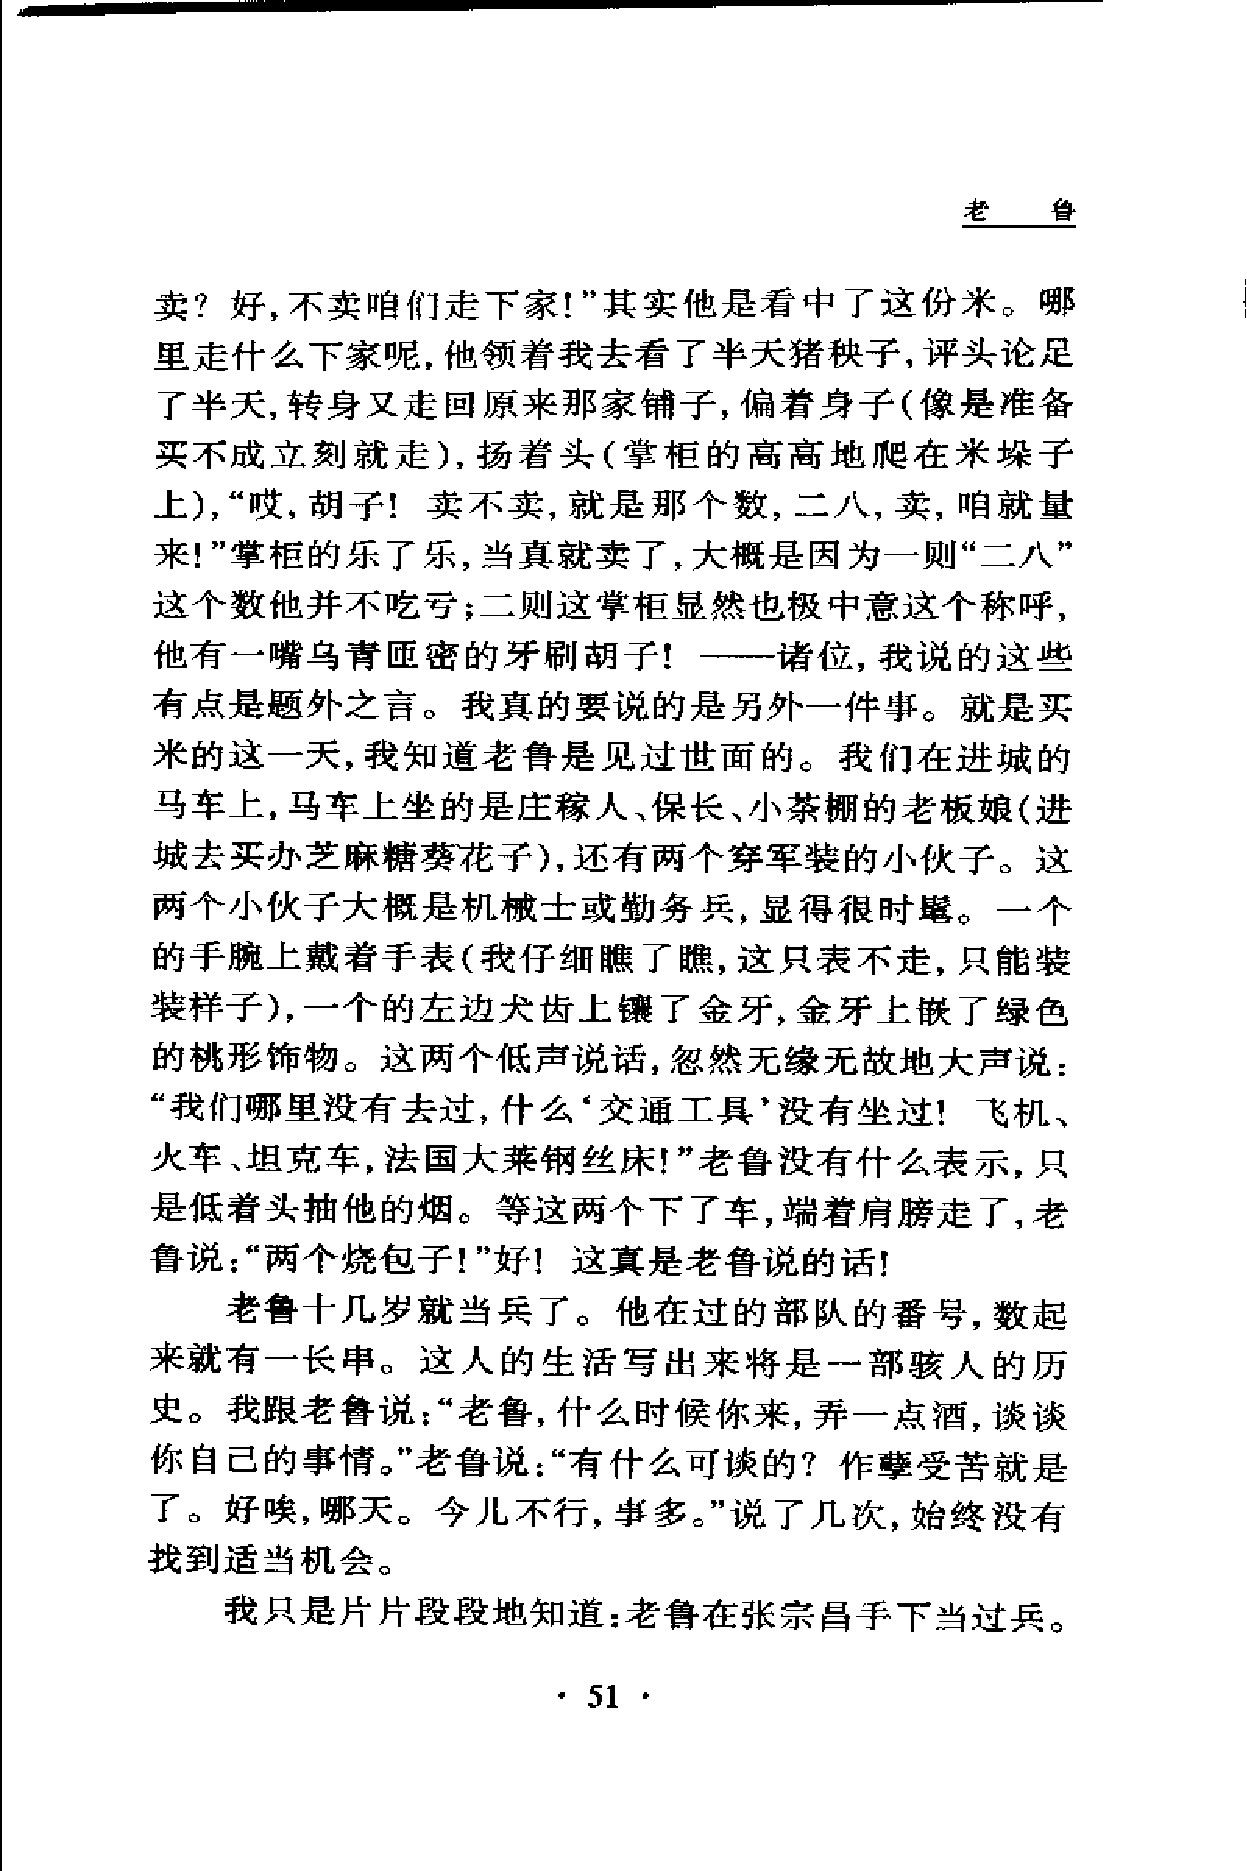 老 鲁
卖？好，不卖咱们走下家！”其实他是看中了这份米。哪
里走什么下家呢，他领着我去看了半天猪秧子，评头论足
了半天，转身又走回原来那家铺子，偏着身子（像是准备
买不成立刻就走），扬着头（掌柜的高高地爬在米垛子
上），“哎，胡子！卖不卖，就是那个数，二八，卖，咱就量
来！”掌柜的乐了乐，当真就卖了，大概是因为一则“二八”
这个数他并不吃亏；二则这掌柜显然也极中意这个称呼，
他有一嘴乌青匝密的牙刷胡子！——诸位，我说的这些
有点是题外之言。我真的要说的是另外一件事。就是买
米的这一天，我知道老鲁是见过世面的。我们在进城的
马车上，马车上坐的是庄稼人、保长、小茶棚的老板娘（进
城去买办芝麻糖葵花子），还有两个穿军装的小伙子。这
两个小伙子大概是机械士或勤务兵，显得很时髦。一个
的手腕上戴着手表（我仔细瞧了瞧，这只表不走，只能装
装样子），一个的左边犬齿上镶了金牙，金牙上嵌了绿色
的桃形饰物。这两个低声说话，忽然无缘无故地大声说：
“我们哪里没有去过，什么‘交通工具’没有坐过！飞机、
火车、坦克车，法国大莱钢丝床！”老鲁没有什么表示，只
是低着头抽他的烟。等这两个下了车，端着肩膀走了，老
鲁说：“两个烧包子！”好！这真是老鲁说的话！
老鲁十几岁就当兵了。他在过的部队的番号，数起
来就有一长串。这人的生活写出来将是一部骇人的历
史。我跟老鲁说：“老鲁，什么时候你来，弄一点酒，谈谈
你自己的事情。”老鲁说：“有什么可谈的？作孽受苦就是
了。好唉，哪天。今儿不行，事多。”说了几次，始终没有
找到适当机会。
我只是片片段段地知道：老鲁在张宗昌手下当过兵。
· 51 ·